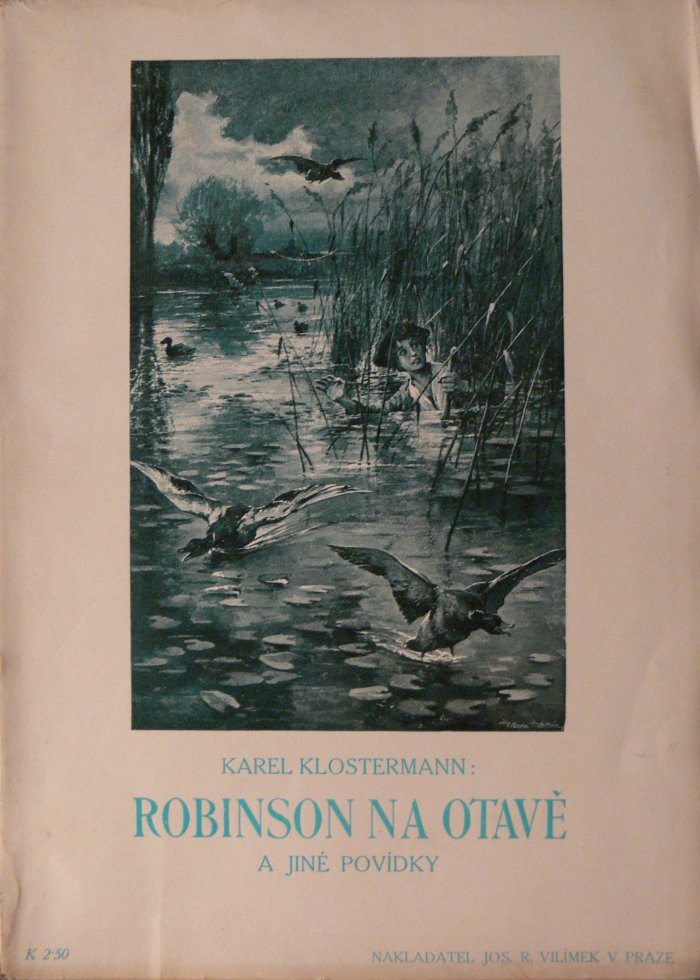 KAREL KLOSTERMANN:
ROBINSON NA OTAVĚ
A JINÉ POVÍDKY
K 2·50
NAKLADATEL JOS. R. VILÍMEK V PRAZE